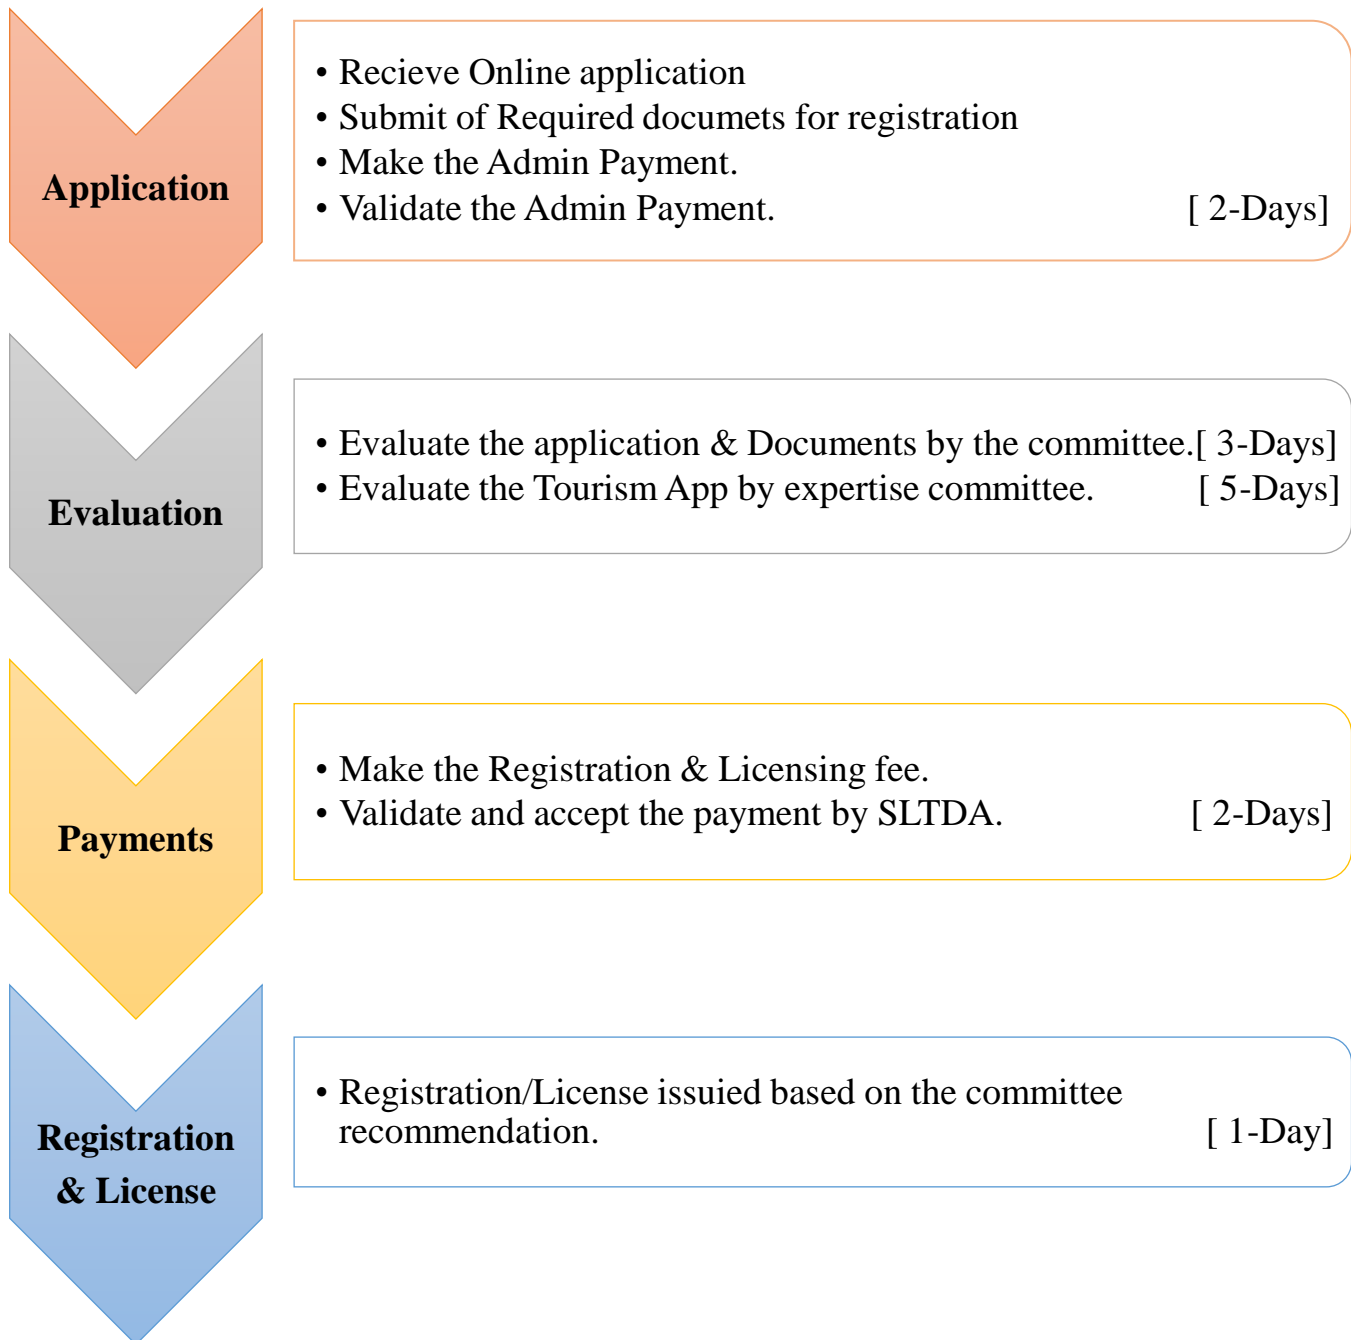 Application
• Recieve Online application
• Submit of Required documets for registration
• Make the Admin Payment.
• Validate the Admin Payment. [ 2-Days]
Evaluation
• Evaluate the application & Documents by the committee.[ 3-Days]
• Evaluate the Tourism App by expertise committee. [ 5-Days]
Payments
• Make the Registration & Licensing fee.
• Validate and accept the payment by SLTDA. [ 2-Days]
Registration
& License
• Registration/License issuied based on the committee
recommendation. [ 1-Day]